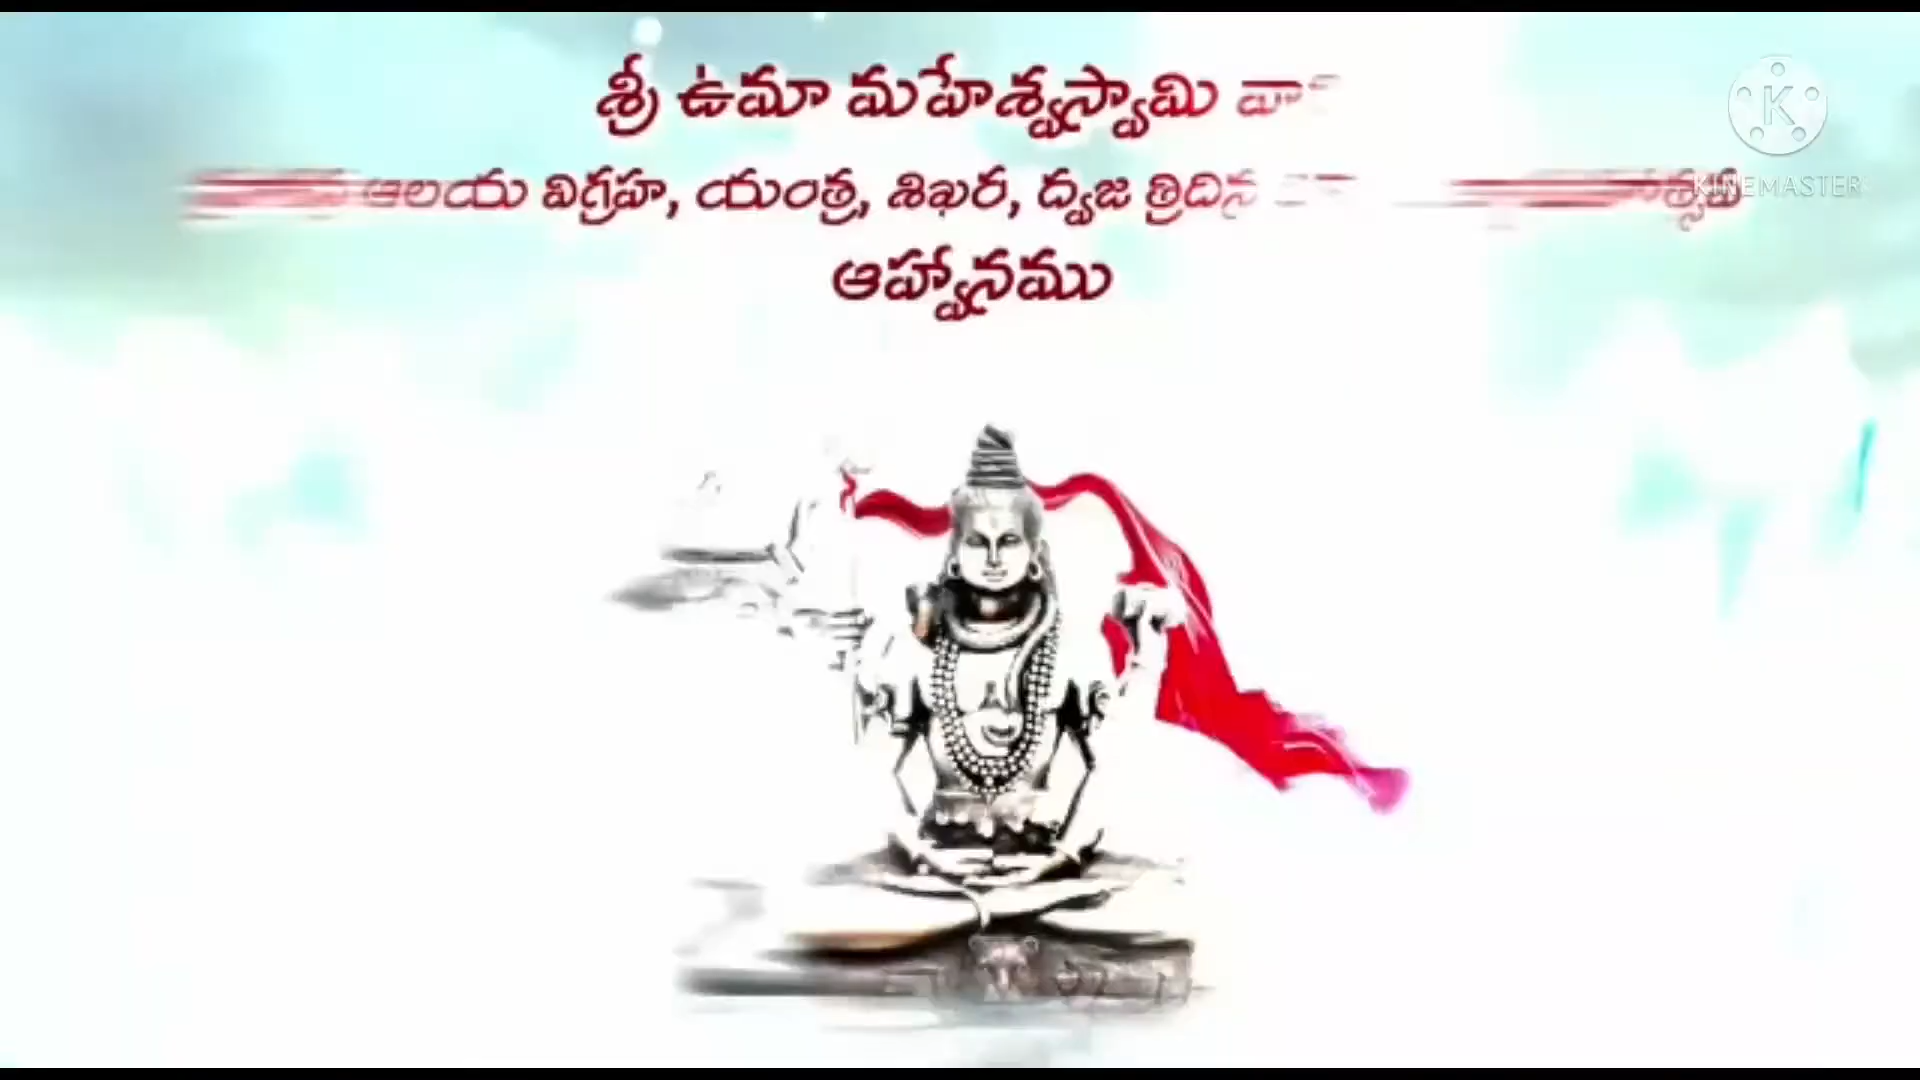 శ్రీ ఉమా మహేశ్వస్వామి
ఆలయ విగ్రహ, యంత్ర, శిఖర, ద్వజ త్రిదిన
ఆహ్వానము
KINEMASTER